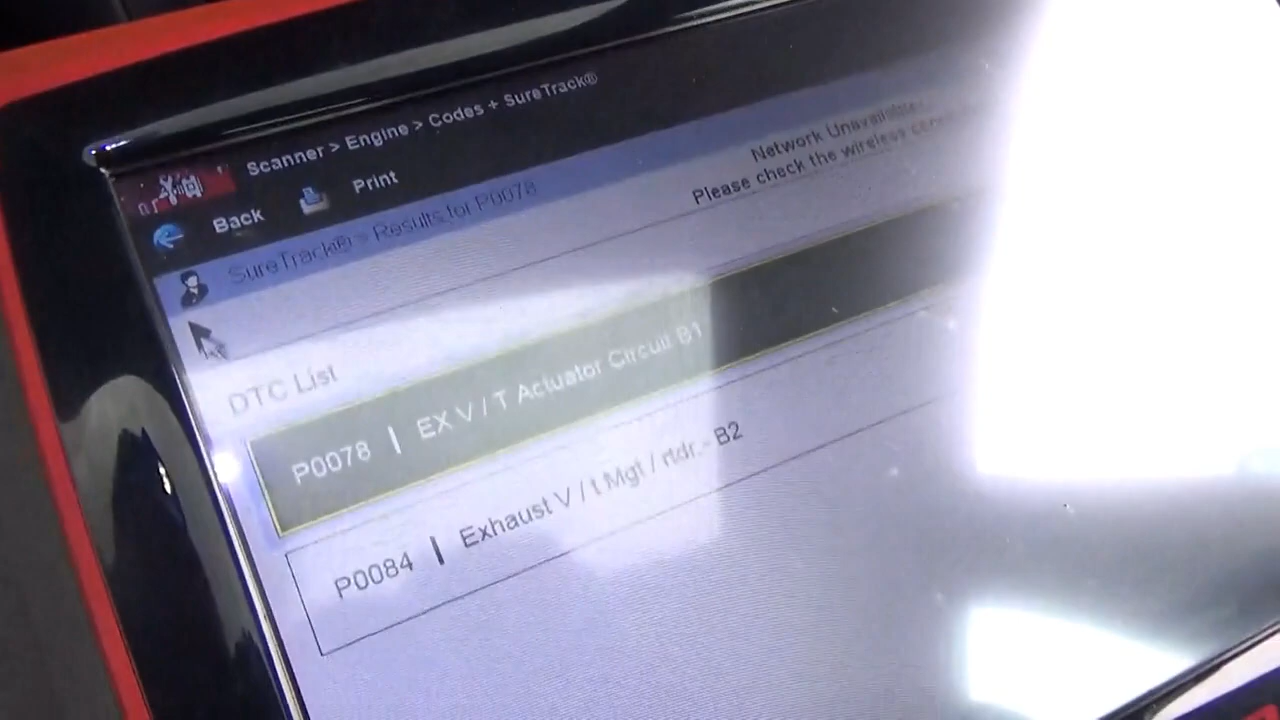 Scanner > Engine > Codes + SureTrack®
Back
Print
SureTrack® > Results for P0078
Network Unavailable.
Please check the wireless
DTC List
P0078 | EX V / T Actuator Circuit B1
P0084 | Exhaust V / t Mgt / rtdr. - B2